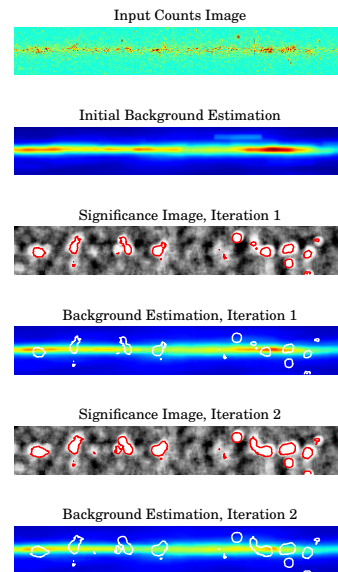 Input Counts Image
Initial Background Estimation
Significance Image, Iteration 1
Background Estimation, Iteration 1
Significance Image, Iteration 2
Background Estimation, Iteration 2